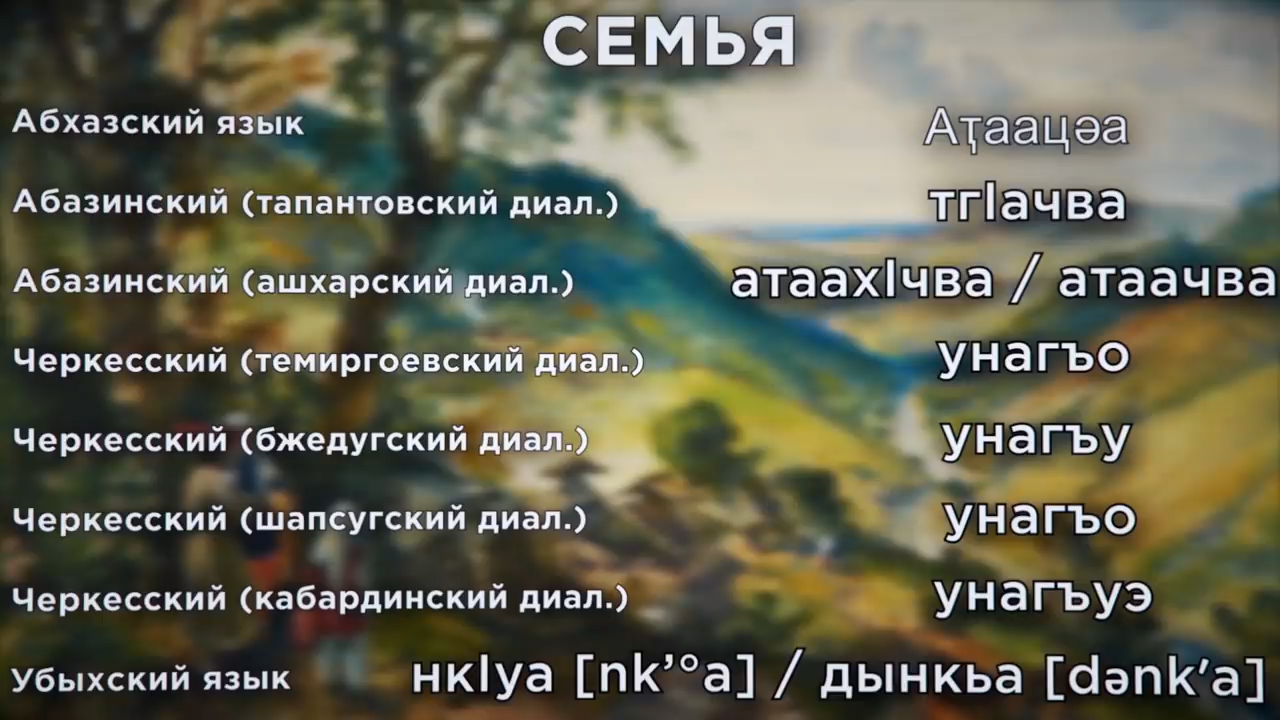 СЕМЬЯ
Абхазский язык Аҭаацәа
Абазинский (тапантовский диал.) тгӀачва
Абазинский (ашхарский диал.) атаахӀчва / атаачва
Черкесский (темиргоевский диал.) унагъо
Черкесский (бжедугский диал.) унагъу
Черкесский (шапсугский диал.) унагъо
Черкесский (кабардинский диал.) унагъуэ
Убыхский язык нкӀуа [nk’°a] / дынкьа [dənk′a]